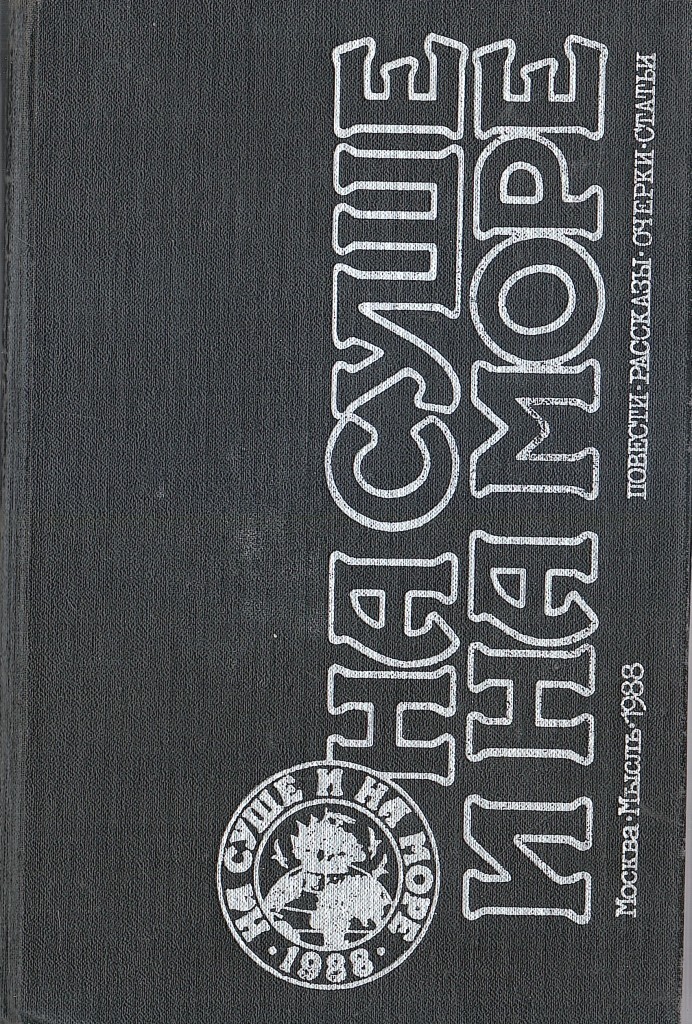 НА СУШЕ
И НА МОРЕ
Москва·Мысль·1988
ПОВЕСТИ·РАССКАЗЫ·ОЧЕРКИ·СТАТЬИ
НА СУШЕ И НА МОРЕ
·1988·